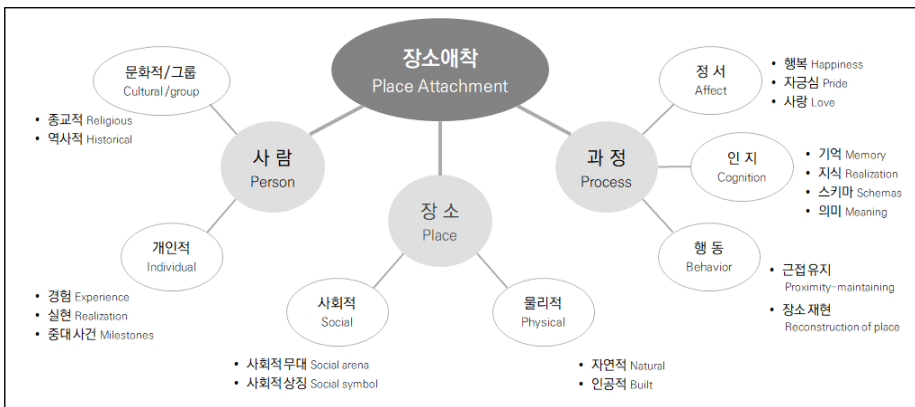 장소애착
Place Attachment
문화적/그룹
Cultural/group
• 종교적 Religious
• 역사적 Historical
사 람
Person
개인적
Individual
• 경험 Experience
• 실현 Realization
• 중대 사건 Milestones
장 소
Place
사회적
Social
• 사회적 무대 Social arena
• 사회적 상징 Social symbol
물리적
Physical
• 자연적 Natural
• 인공적 Built
과 정
Process
정 서
Affect
• 행복 Happiness
• 자긍심 Pride
• 사랑 Love
인 지
Cognition
• 기억 Memory
• 지식 Realization
• 스키마 Schemas
• 의미 Meaning
행 동
Behavior
• 근접 유지
Proximity-maintaining
• 장소 재현
Reconstruction of place